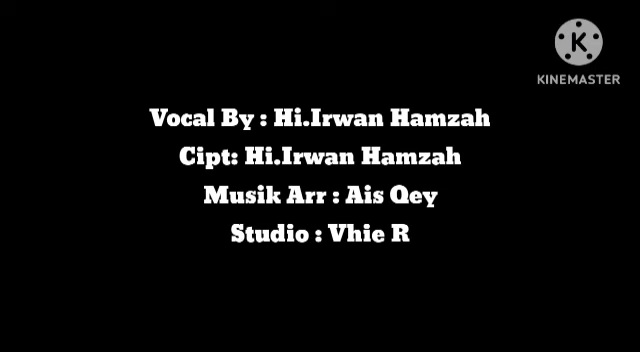 KINEMASTER
Vocal By : Hi.Irwan Hamzah
Cipt: Hi.Irwan Hamzah
Musik Arr : Ais Qey
Studio : Vhie R